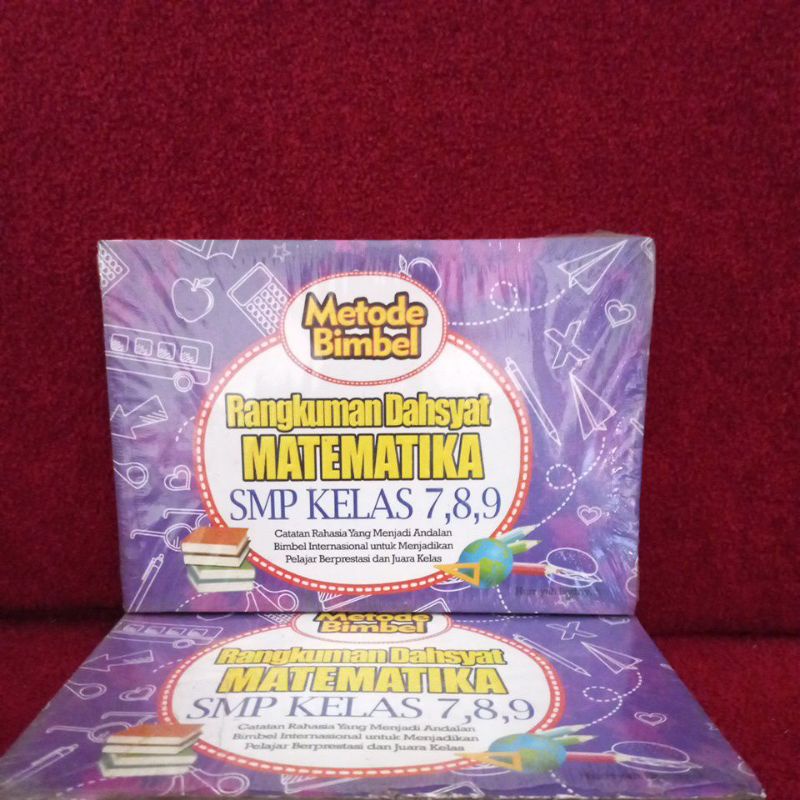 Metode
Bimbel
Rangkuman Dahsyat
MATEMATIKA
SMP KELAS 7,8,9
Catatan Rahasia Yang Menjadi Andalan
Bimbel Internasional untuk Menjadikan
Pelajar Berprestasi dan Juara Kelas
Metode
Bimbel
Rangkuman Dahsyat
MATEMATIKA
SMP KELAS 7,8,9
Catatan Rahasia Yang Menjadi Andalan
Bimbel Internasional untuk Menjadikan
Pelajar Berprestasi dan Juara Kelas